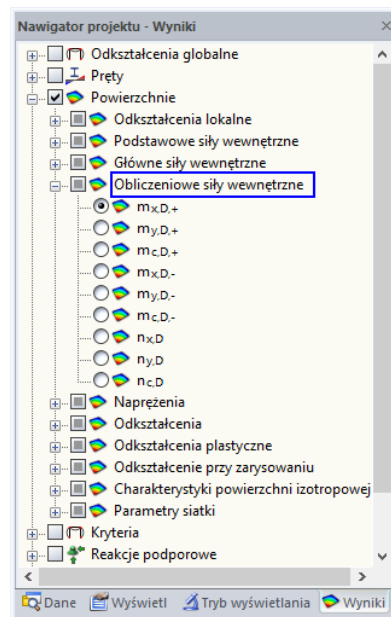 Nawigator projektu - Wyniki
Odkształcenia globalne
Pręty
Powierzchnie
Odkształcenia lokalne
Podstawowe siły wewnętrzne
Główne siły wewnętrzne
Obliczeniowe siły wewnętrzne
mx,D,+
my,D,+
mc,D,+
mx,D,-
my,D,-
mc,D,-
nx,D
ny,D
nc,D
Naprężenia
Odkształcenia
Odkształcenia plastyczne
Odkształcenie przy zarysowaniu
Charakterystyki powierzchni izotropowej
Parametry siatki
Kryteria
Reakcje podporowe
Dane Wyświetl Tryb wyświetlania Wyniki